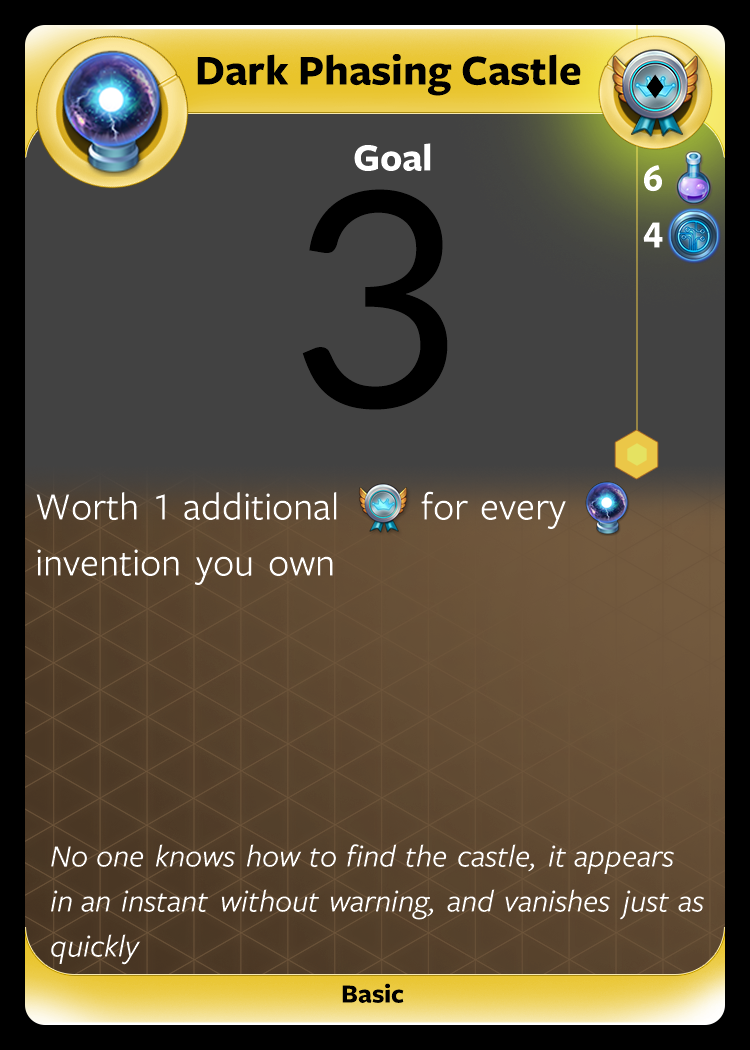 Dark Phasing Castle
Goal
3
6
4
Worth 1 additional for every
invention you own
No one knows how to find the castle, it appears
in an instant without warning, and vanishes just as
quickly
Basic